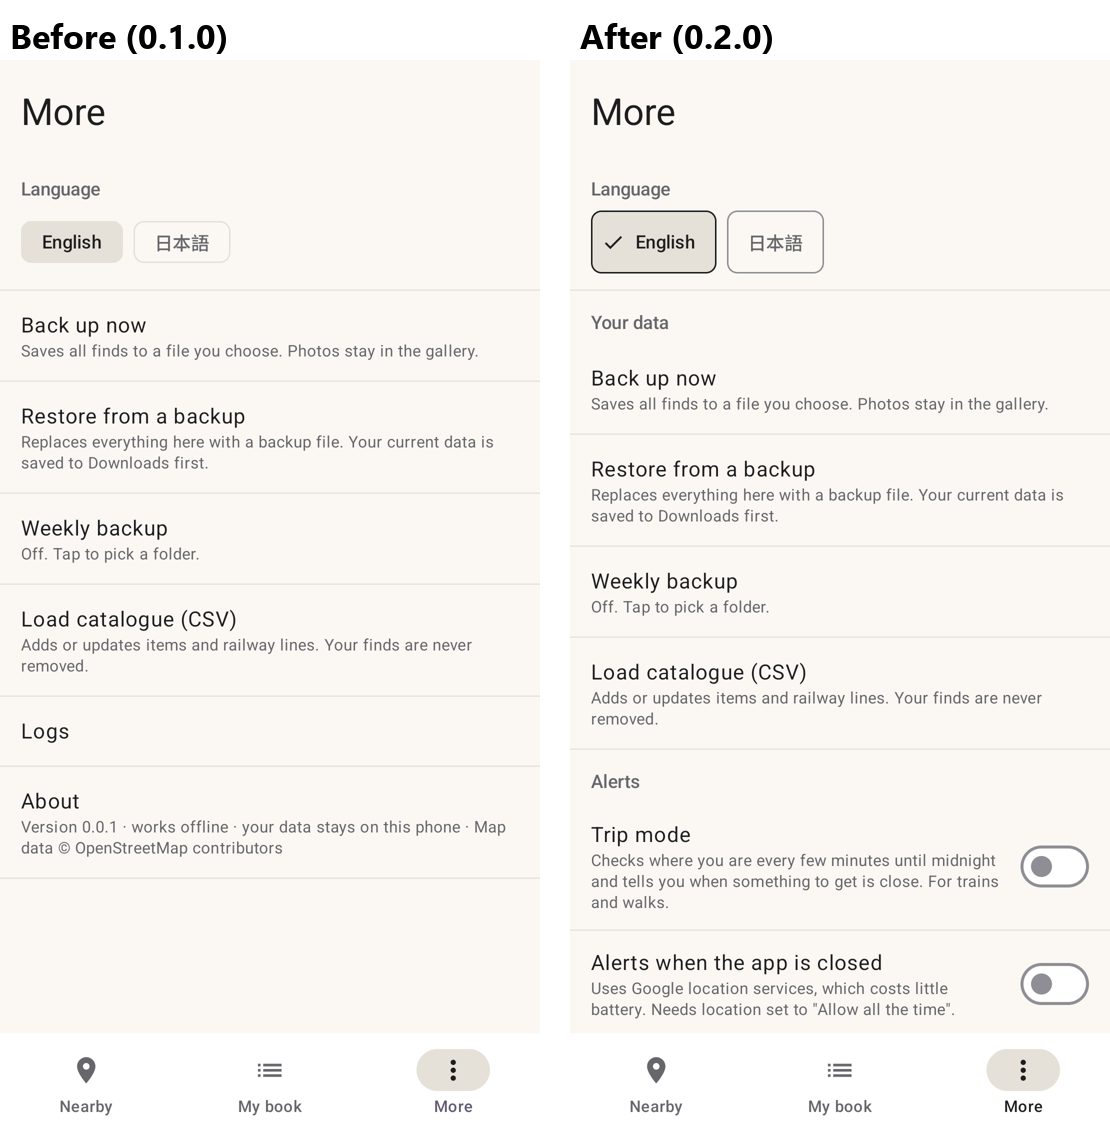 Before (0.1.0)
More
Language
English
日本語
Back up now
Saves all finds to a file you choose. Photos stay in the gallery.
Restore from a backup
Replaces everything here with a backup file. Your current data is
saved to Downloads first.
Weekly backup
Off. Tap to pick a folder.
Load catalogue (CSV)
Adds or updates items and railway lines. Your finds are never
removed.
Logs
About
Version 0.0.1 · works offline · your data stays on this phone · Map
data © OpenStreetMap contributors
Nearby
My book
More
After (0.2.0)
More
Language
English
日本語
Your data
Back up now
Saves all finds to a file you choose. Photos stay in the gallery.
Restore from a backup
Replaces everything here with a backup file. Your current data is
saved to Downloads first.
Weekly backup
Off. Tap to pick a folder.
Load catalogue (CSV)
Adds or updates items and railway lines. Your finds are never
removed.
Alerts
Trip mode
Checks where you are every few minutes until midnight
and tells you when something to get is close. For trains
and walks.
Alerts when the app is closed
Uses Google location services, which costs little
battery. Needs location set to "Allow all the time".
Nearby
My book
More